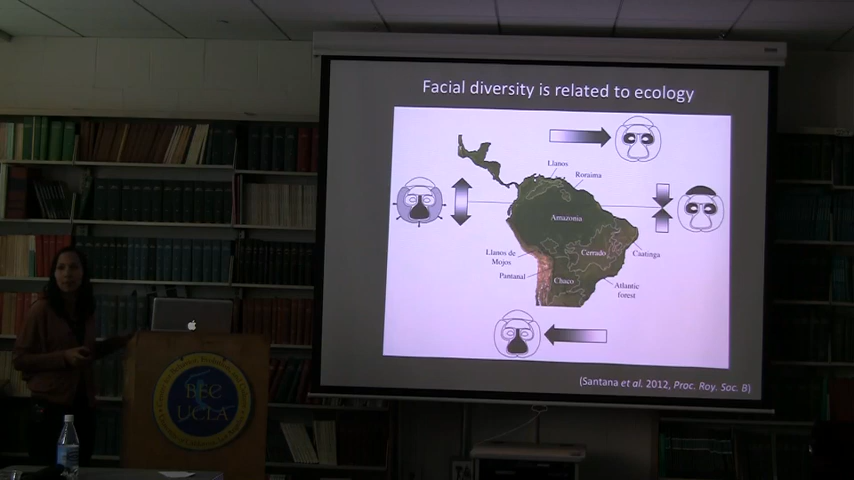 Facial diversity is related to ecology
Llanos
Roraima
Amazonia
Llanos de
Mojos
Cerrado
Caatinga
Pantanal
Chaco
Atlantic
forest
(Santana et al. 2012, Proc. Roy. Soc. B)
BEC
UCLA